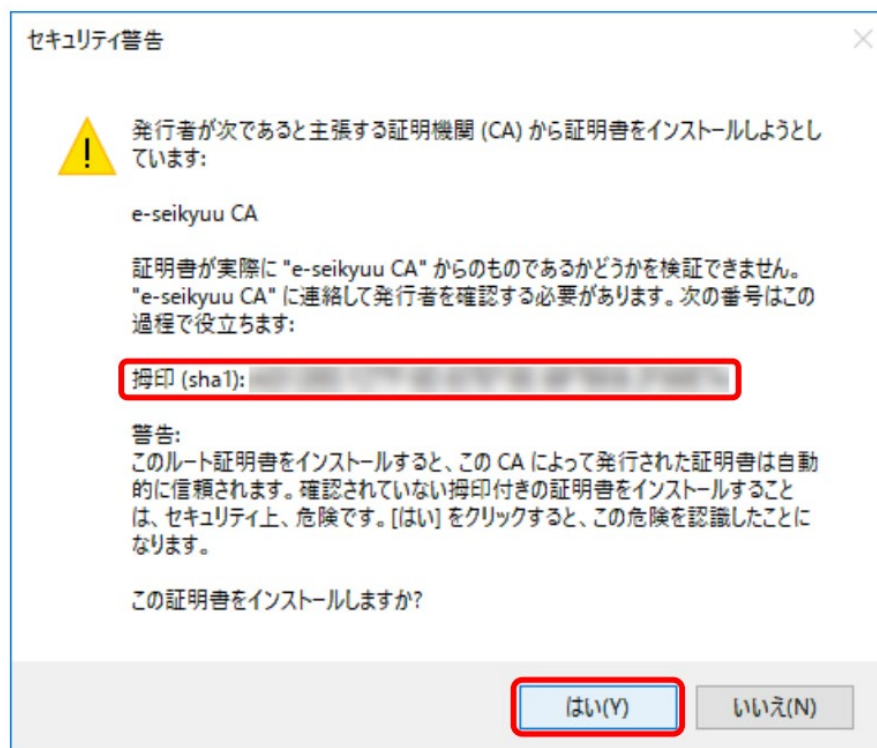 セキュリティ警告
発行者が次であると主張する証明機関 (CA) から証明書をインストールしようとし
ています:
e-seikyuu CA
証明書が実際に "e-seikyuu CA" からのものであるかどうかを検証できません。
"e-seikyuu CA" に連絡して発行者を確認する必要があります。次の番号はこの
過程で役立ちます:
拇印 (sha1):
警告:
このルート証明書をインストールすると、この CA によって発行された証明書は自動
的に信頼されます。確認されていない拇印付きの証明書をインストールすること
は、セキュリティ上、危険です。[はい] をクリックすると、この危険を認識したことに
なります。
この証明書をインストールしますか?
はい(Y)
いいえ(N)